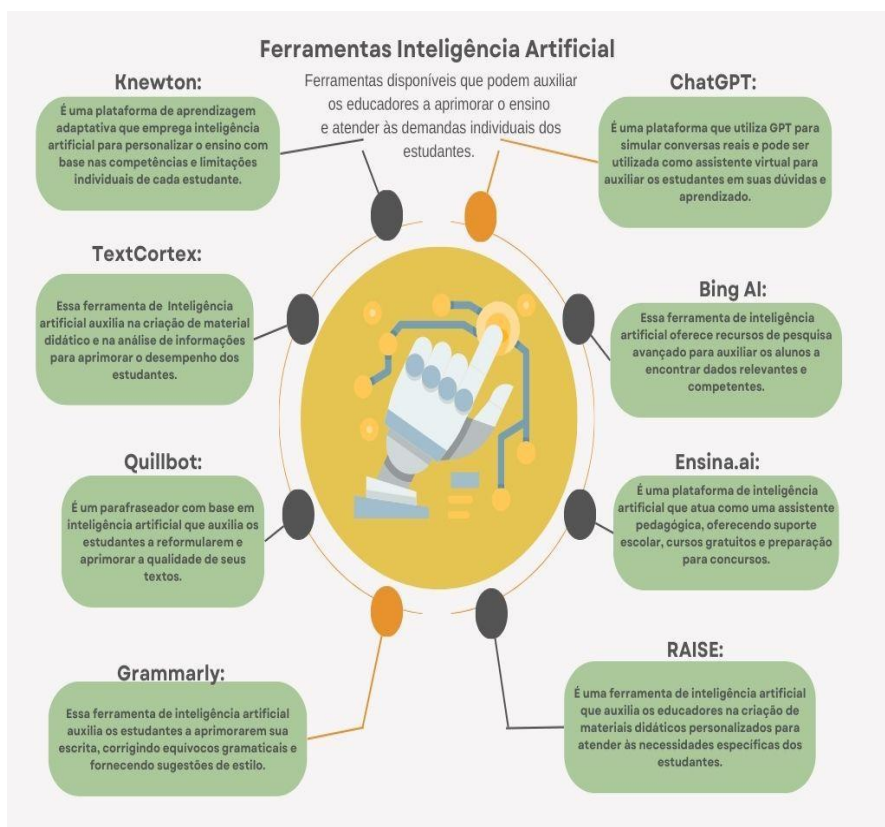 Ferramentas Inteligência Artificial
Ferramentas disponíveis que podem auxiliar
os educadores a aprimorar o ensino
e atender às demandas individuais dos
estudantes.
Knewton:
É uma plataforma de aprendizagem
adaptativa que emprega inteligência
artificial para personalizar o ensino com
base nas competências e limitações
individuais de cada estudante.
TextCortex:
Essa ferramenta de Inteligência
artificial auxilia na criação de material
didático e na análise de informações
para aprimorar o desempenho dos
estudantes.
Quillbot:
É um parafraseador com base em
inteligência artificial que auxilia os
estudantes a reformularem e
aprimorar a qualidade de seus
textos.
Grammarly:
Essa ferramenta de inteligência artificial
auxilia os estudantes a aprimorarem sua
escrita, corrigindo equívocos gramaticais e
fornecendo sugestões de estilo.
ChatGPT:
É uma plataforma que utiliza GPT para
simular conversas reais e pode ser
utilizada como assistente virtual para
auxiliar os estudantes em suas dúvidas e
aprendizado.
Bing AI:
Essa ferramenta de inteligência
artificial oferece recursos de pesquisa
avançado para auxiliar os alunos a
encontrar dados relevantes e
competentes.
Ensina.ai:
É uma plataforma de inteligência
artificial que atua como uma assistente
pedagógica, oferecendo suporte
escolar, cursos gratuitos e preparação
para concursos.
RAISE:
É uma ferramenta de inteligência artificial
que auxilia os educadores na criação de
materiais didáticos personalizados para
atender às necessidades específicas dos
estudantes.